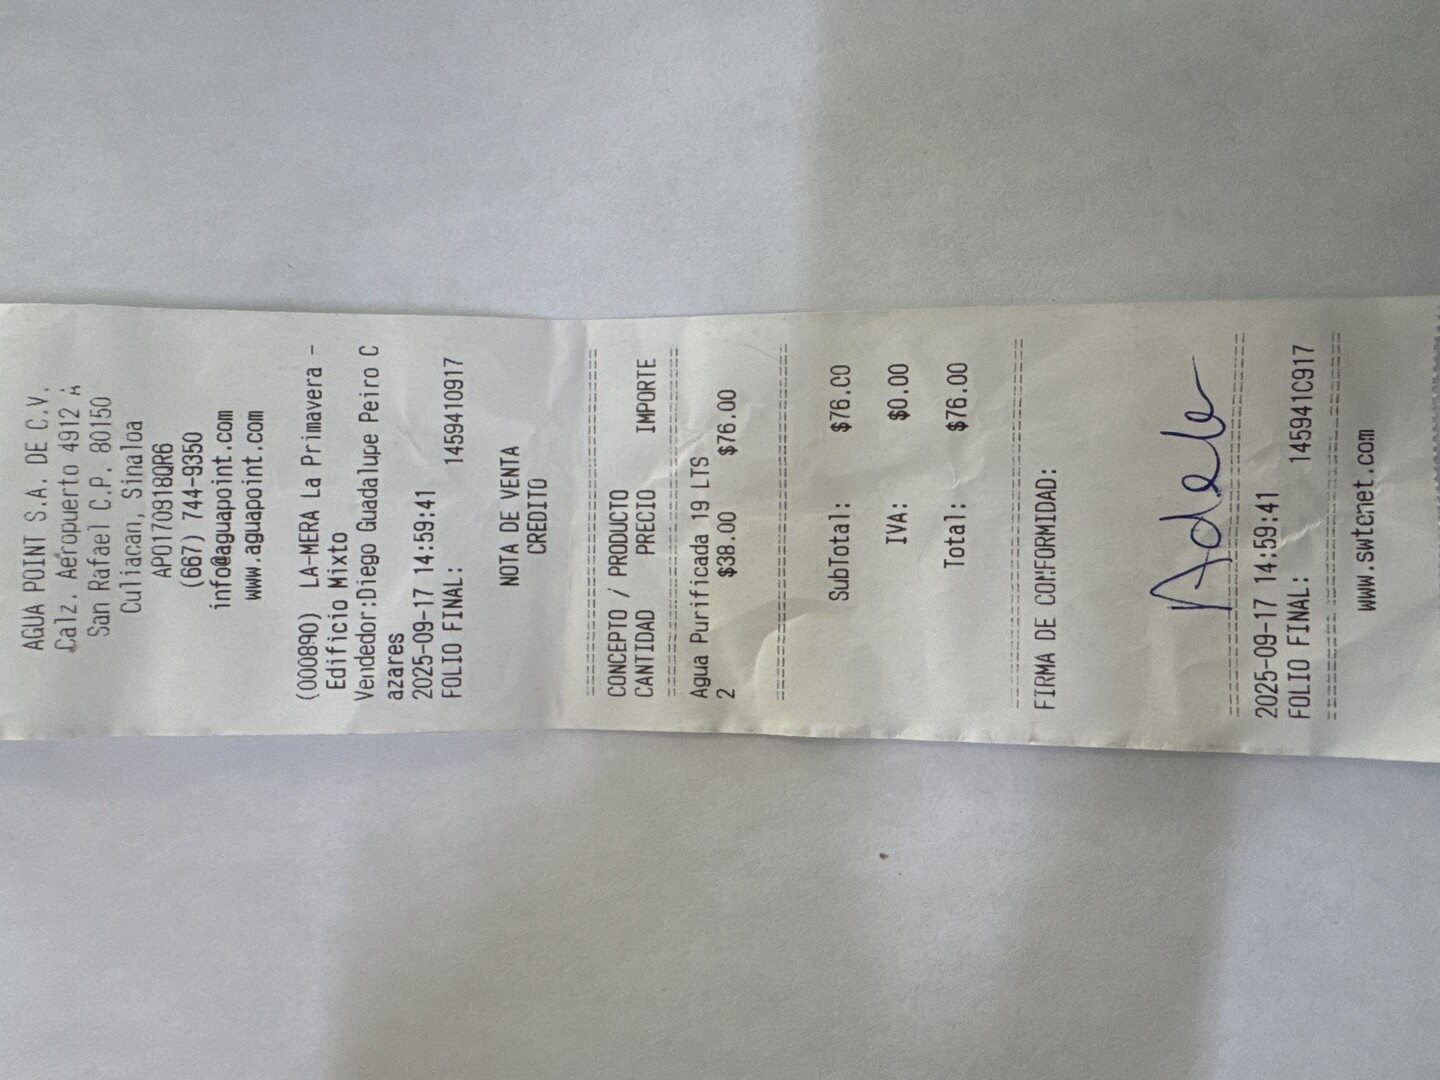 AGUA POINT S.A. DE C.V.
Calz. Aeropuerto 4912 A
San Rafael C.P. 80150
Culiacan, Sinaloa
APO170918QR6
(667) 744-9350
info@aguapoint.com
www.aguapoint.com
(000890) LA-MERA La Primavera -
Edificio Mixto
Vendedor:Diego Guadalupe Peiro C
azares
2025-09-17 14:59:41
FOLIO FINAL: 1459410917
NOTA DE VENTA
CREDITO
CONCEPTO / PRODUCTO
CANTIDAD PRECIO IMPORTE
Agua Purificada 19 LTS
2 $38.00 $76.00
SubTotal: $76.00
IVA: $0.00
Total: $76.00
FIRMA DE CONFORMIDAD:
Adele
2025-09-17 14:59:41
FOLIO FINAL: 1459410917
www.swtcnet.com